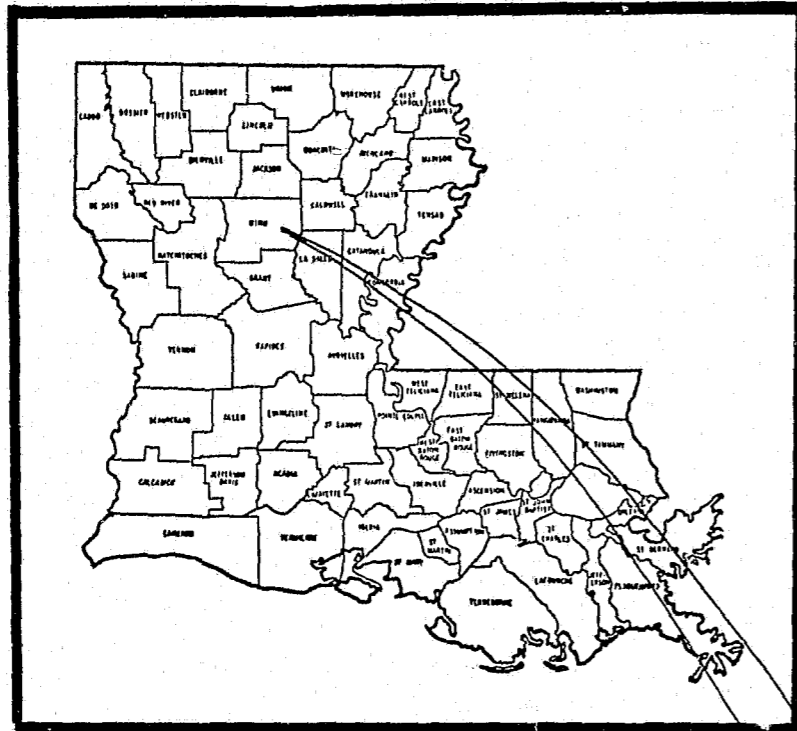 CLAIBORNE
UNION
MOREHOUSE
WEST
CARROLL
EAST
CARROLL
CADDO
BOSSIER
WEBSTER
LINCOLN
OUACHITA
RICHLAND
MADISON
BIENVILLE
JACKSON
CALDWELL
FRANKLIN
TENSAS
DE SOTO
RED RIVER
WINN
NATCHITOCHES
CATAHOULA
LA SALLE
SABINE
GRANT
CONCORDIA
VERNON
RAPIDES
AVOYELLES
WEST
FELICIANA
EAST
FELICIANA
ST HELENA
WASHINGTON
TANGIPAHOA
BEAUREGARD
ALLEN
EVANGELINE
ST LANDRY
POINTE COUPEE
WEST
BATON
ROUGE
EAST
BATON
ROUGE
LIVINGSTON
ST TAMMANY
CALCASIEU
JEFFERSON
DAVIS
ACADIA
LAFAYETTE
ST MARTIN
IBERVILLE
ASCENSION
ST JAMES
ST JOHN
BAPTIST
ORLEANS
CAMERON
VERMILION
IBERIA
ST
MARTIN
ASSUMPTION
ST
CHARLES
ST BERNARD
ST MARY
TERREBONNE
LAFOURCHE
JEFF-
ERSON
PLAQUEMINES